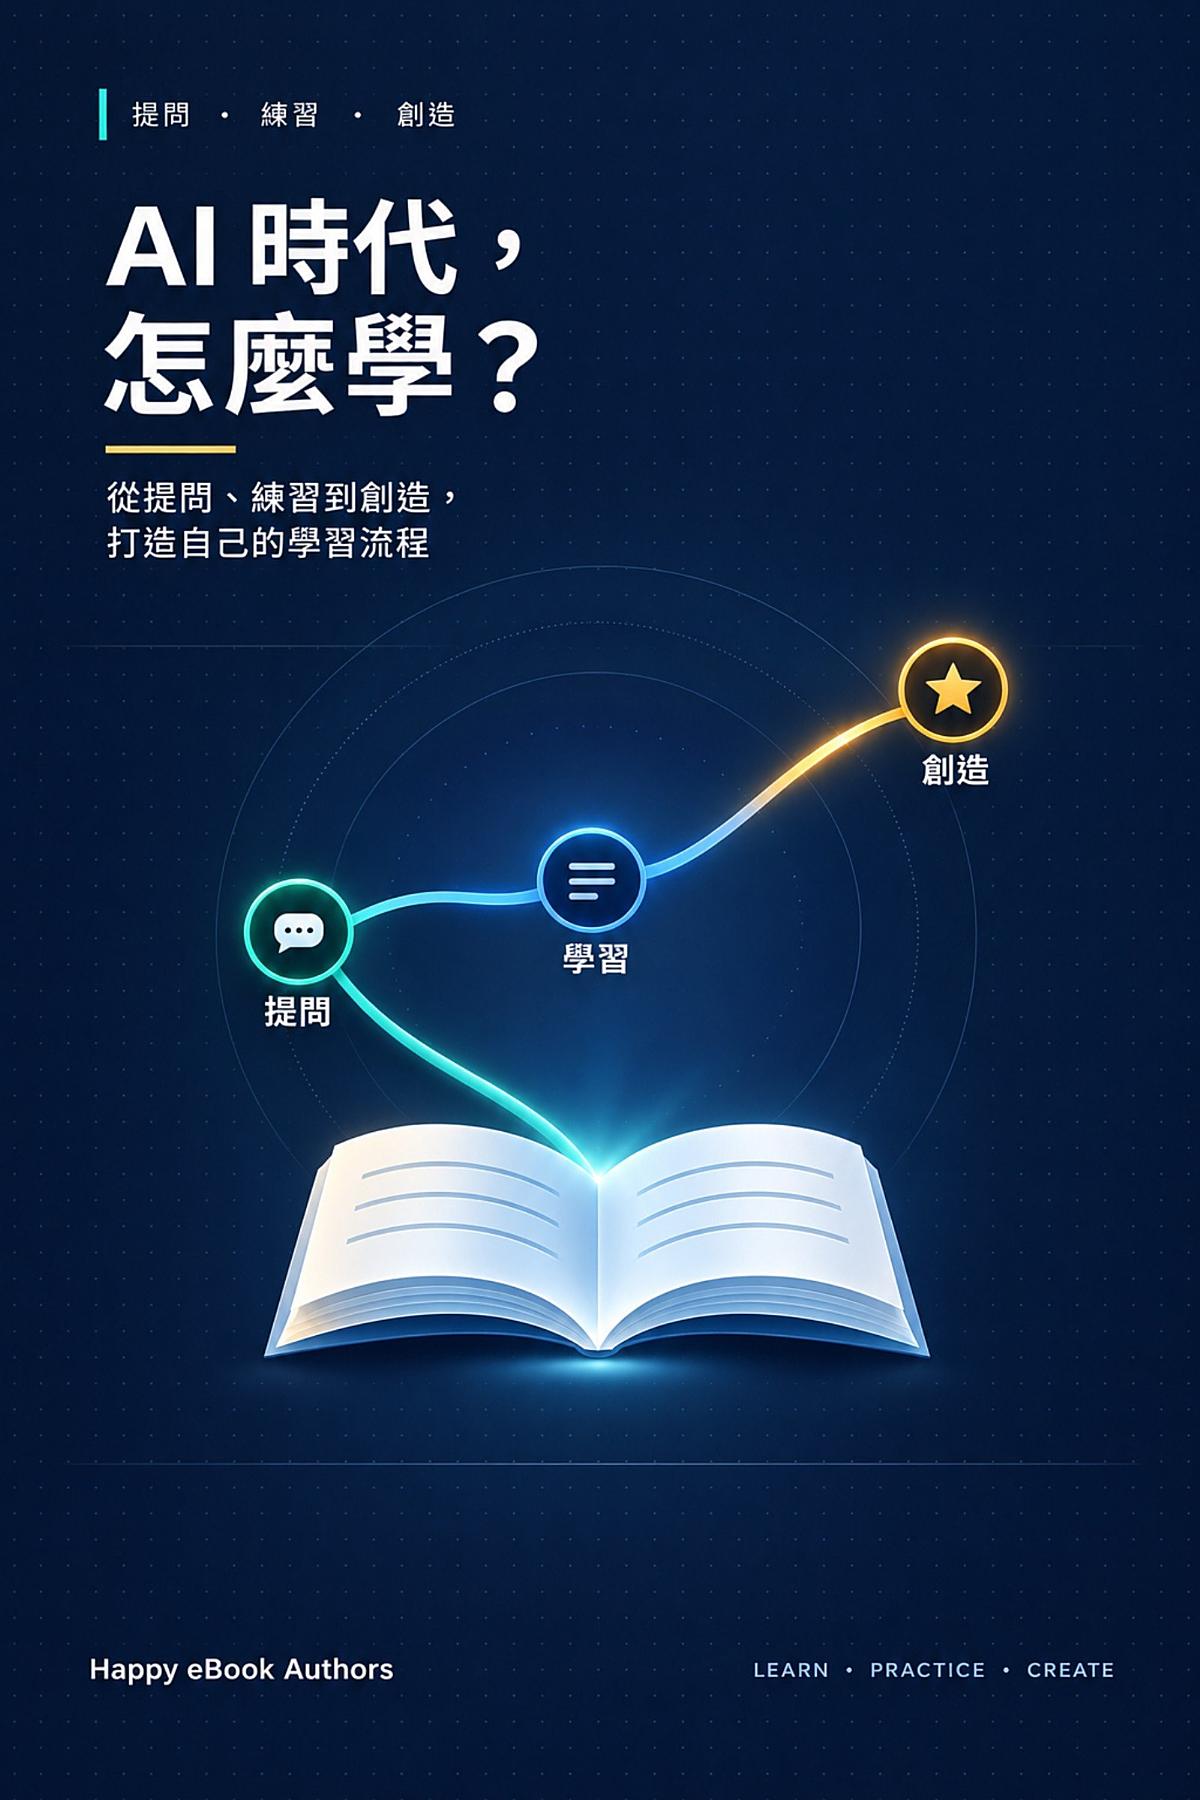 提問 • 練習 • 創造
AI 時代，
怎麼學？
從提問、練習到創造，
打造自己的學習流程
創造
學習
提問
Happy eBook Authors
LEARN • PRACTICE • CREATE